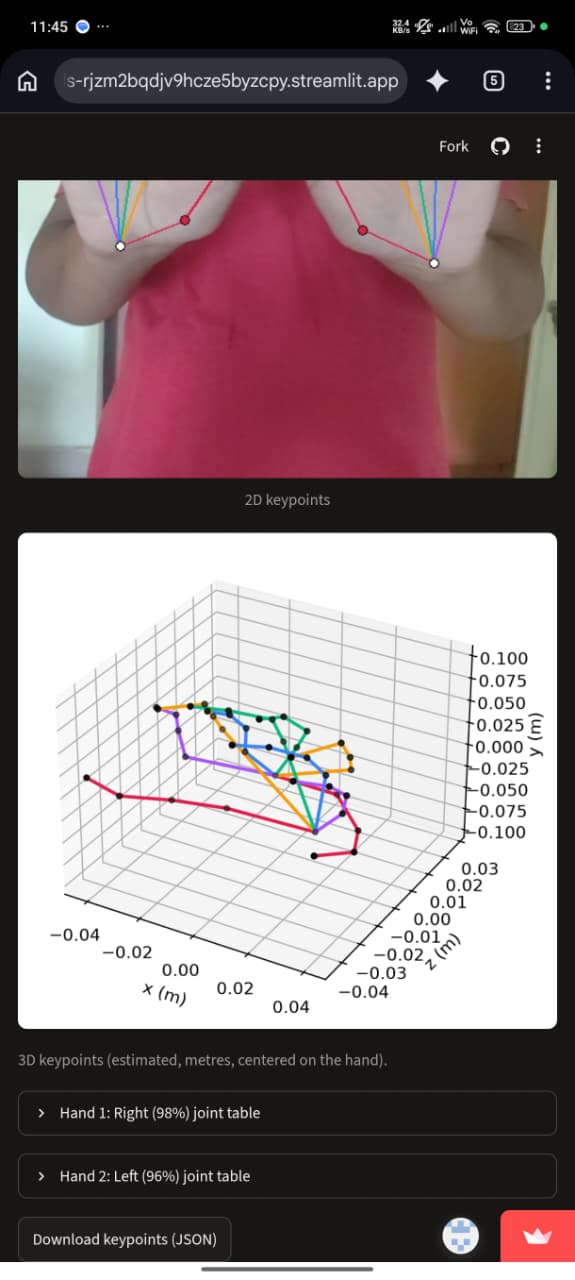 11:45 ...
32.4 KB/s Vo WiFi 23
s-rjzm2bqdjv9hcze5byzcpy.streamlit.app 5
Fork
2D keypoints
0.100
0.075
0.050
0.025
0.000
−0.025
−0.050
−0.075
−0.100
y (m)
0.03
0.02
0.01
0.00
−0.01
−0.02
−0.03
−0.04
z (m)
−0.04
−0.02
0.00
0.02
0.04
x (m)
3D keypoints (estimated, metres, centered on the hand).
Hand 1: Right (98%) joint table
Hand 2: Left (96%) joint table
Download keypoints (JSON)